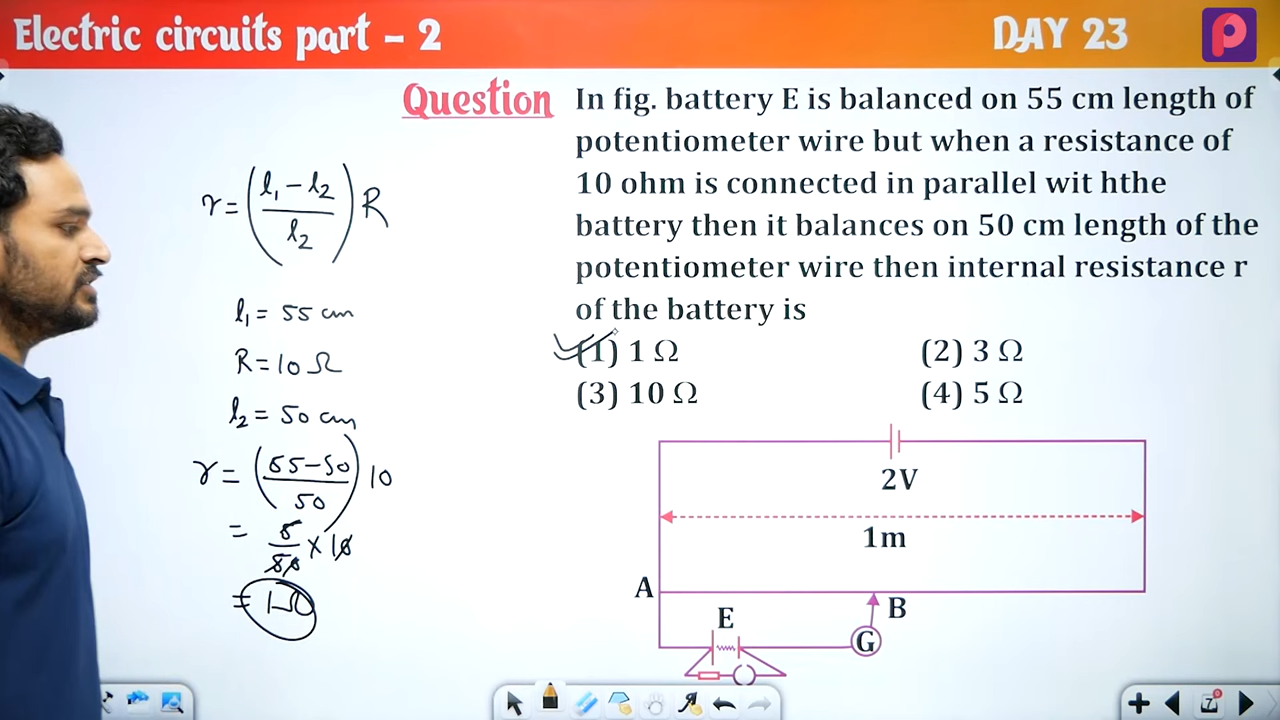 Electric circuits part – 2
DAY 23
Question
In fig. battery E is balanced on 55 cm length of
potentiometer wire but when a resistance of
10 ohm is connected in parallel wit hthe
battery then it balances on 50 cm length of the
potentiometer wire then internal resistance r
of the battery is
(1) 1 Ω
(2) 3 Ω
(3) 10 Ω
(4) 5 Ω
r = (l₁ – l₂ / l₂) R
l₁ = 55 cm
R = 10 Ω
l₂ = 50 cm
r = (55–50 / 50) 10
= 5/50 × 10
= 1Ω
2V
1m
A
B
E
G
7